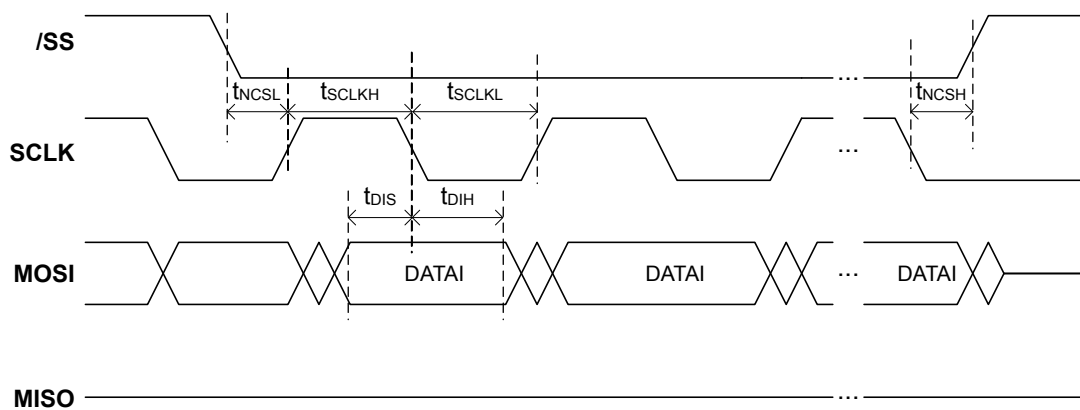 /SS
...
tNCSL tSCLKH tSCLKL tNCSH
SCLK
...
tDIS tDIH
MOSI DATAI DATAI ... DATAI
MISO ...